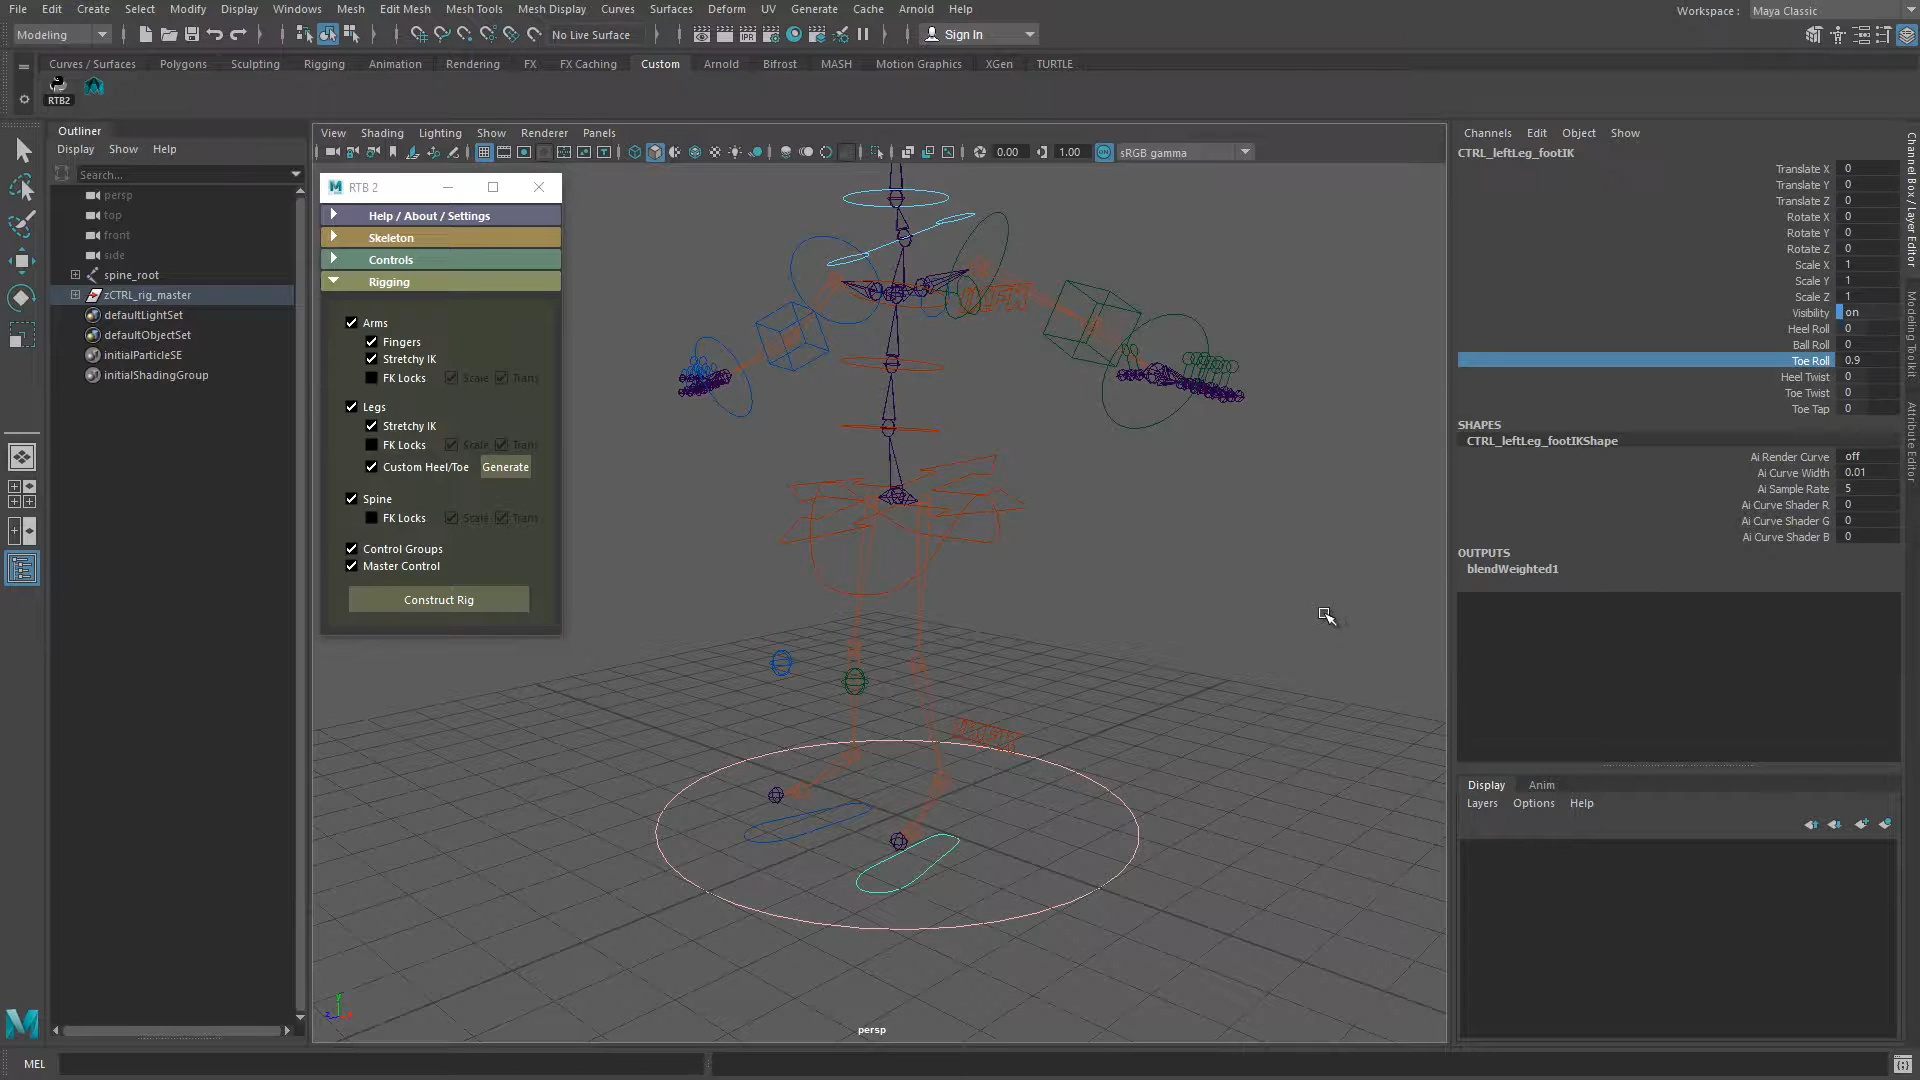 File Edit Create Select Modify Display Windows Mesh Edit Mesh Mesh Tools Mesh Display Curves Surfaces Deform UV Generate Cache Arnold Help
Workspace : Maya Classic
Modeling
No Live Surface
IPR
Sign In
Curves / Surfaces Polygons Sculpting Rigging Animation Rendering FX FX Caching Custom Arnold Bifrost MASH Motion Graphics XGen TURTLE
RTB2
Outliner
Display Show Help
Search...
persp
top
front
side
spine_root
zCTRL_rig_master
defaultLightSet
defaultObjectSet
initialParticleSE
initialShadingGroup
View Shading Lighting Show Renderer Panels
0.00
1.00
sRGB gamma
RTB 2
Help / About / Settings
Skeleton
Controls
Rigging
Arms
Fingers
Stretchy IK
FK Locks Scale Trans
Legs
Stretchy IK
FK Locks Scale Trans
Custom Heel/Toe Generate
Spine
FK Locks Scale Trans
Control Groups
Master Control
Construct Rig
persp
Channels Edit Object Show
CTRL_leftLeg_footIK
Translate X 0
Translate Y 0
Translate Z 0
Rotate X 0
Rotate Y 0
Rotate Z 0
Scale X 1
Scale Y 1
Scale Z 1
Visibility on
Heel Roll 0
Ball Roll 0
Toe Roll 0.9
Heel Twist 0
Toe Twist 0
Toe Tap 0
SHAPES
CTRL_leftLeg_footIKShape
Ai Render Curve off
Ai Curve Width 0.01
Ai Sample Rate 5
Ai Curve Shader R 0
Ai Curve Shader G 0
Ai Curve Shader B 0
OUTPUTS
blendWeighted1
Display Anim
Layers Options Help
Channel Box / Layer Editor
Modeling Toolkit
Attribute Editor
MEL